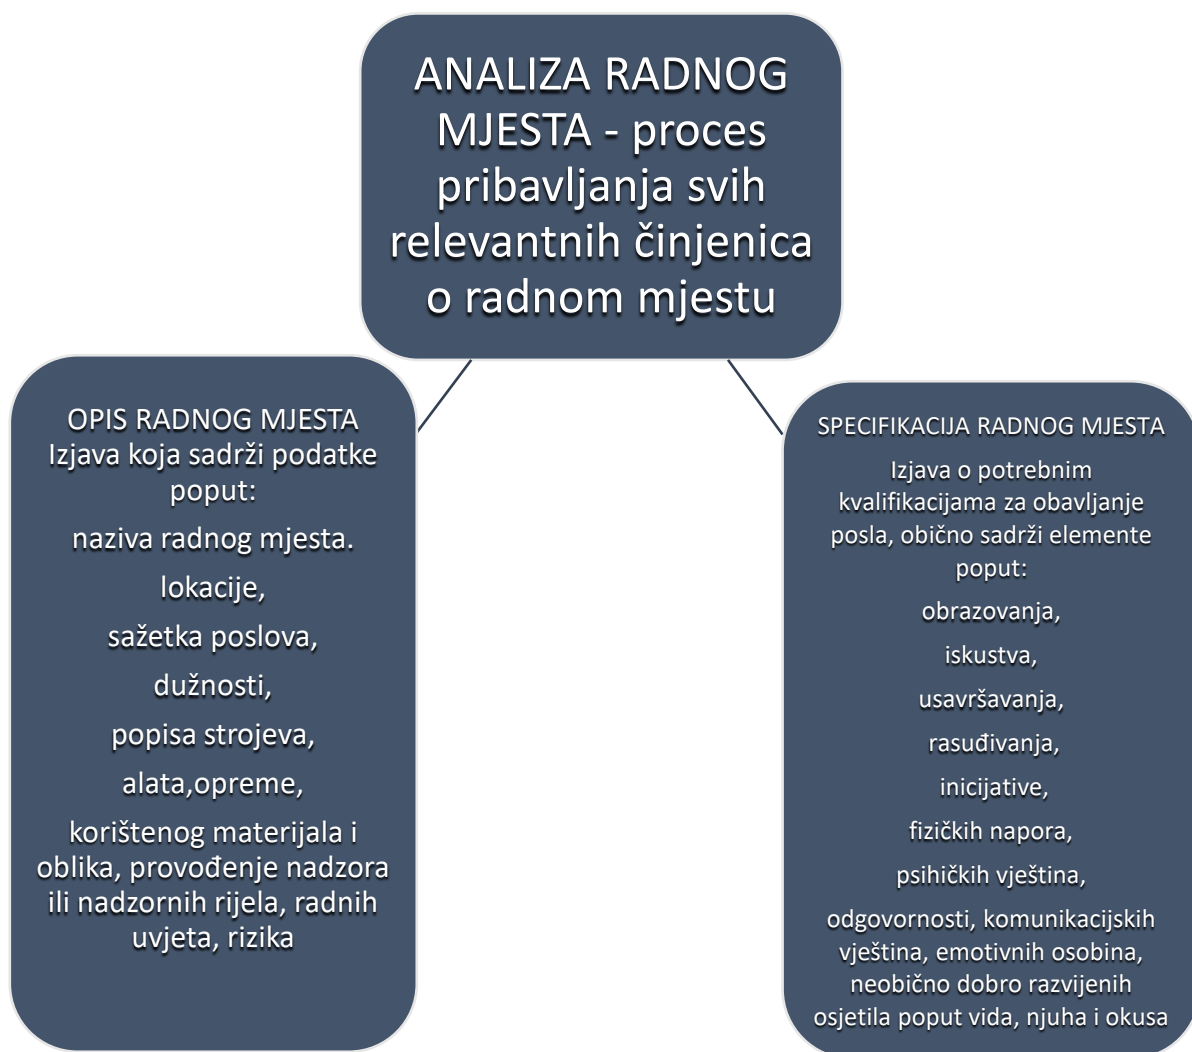 ANALIZA RADNOG
MJESTA - proces
pribavljanja svih
relevantnih činjenica
o radnom mjestu
OPIS RADNOG MJESTA
Izjava koja sadrži podatke
poput:
naziva radnog mjesta.
lokacije,
sažetka poslova,
dužnosti,
popisa strojeva,
alata,opreme,
korištenog materijala i
oblika, provođenje nadzora
ili nadzornih rijela, radnih
uvjeta, rizika
SPECIFIKACIJA RADNOG MJESTA
Izjava o potrebnim
kvalifikacijama za obavljanje
posla, obično sadrži elemente
poput:
obrazovanja,
iskustva,
usavršavanja,
rasuđivanja,
inicijative,
fizičkih napora,
psihičkih vještina,
odgovornosti, komunikacijskih
vještina, emotivnih osobina,
neobično dobro razvijenih
osjetila poput vida, njuha i okusa